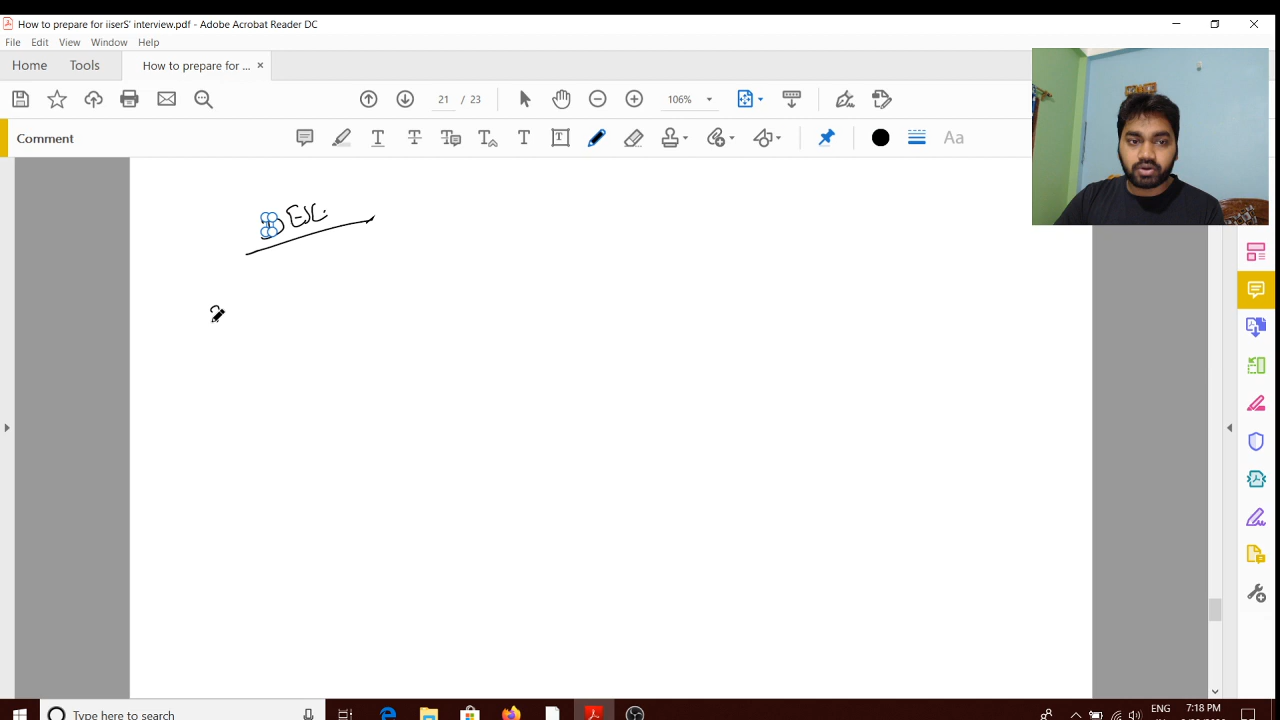 How to prepare for iiserS' interview.pdf - Adobe Acrobat Reader DC
File Edit View Window Help
Home Tools How to prepare for ... ×
21 / 23 106%
Comment Aa
Type here to search
ENG 7:18 PM